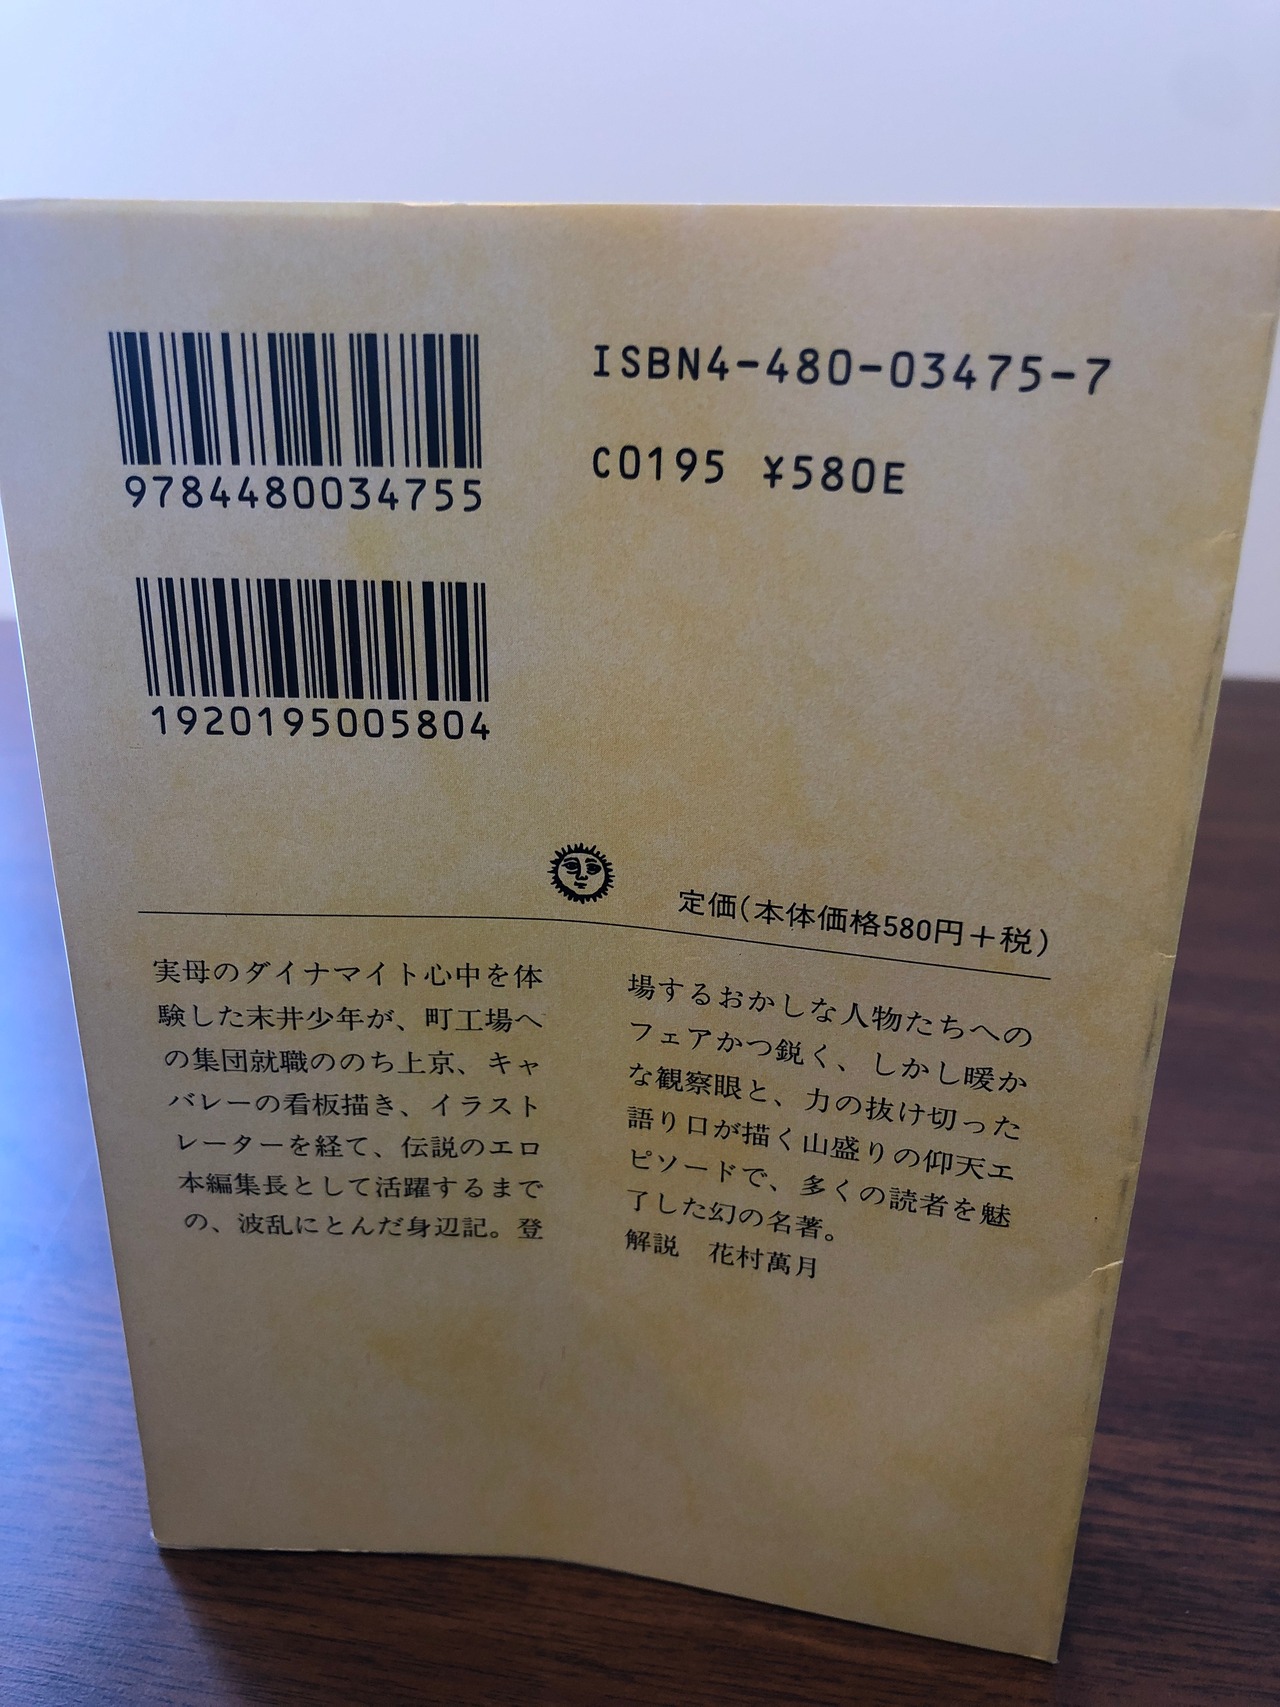 9784480034755
1920195005804
ISBN4-480-03475-7
C0195 ¥580E
定価(本体価格580円+税)
実母のダイナマイト心中を体
験した末井少年が、町工場へ
の集団就職ののち上京、キャ
バレーの看板描き、イラスト
レーターを経て、伝説のエロ
本編集長として活躍するまで
の、波乱にとんだ身辺記。登
場するおかしな人物たちへの
フェアかつ鋭く、しかし暖か
な観察眼と、力の抜け切った
語り口が描く山盛りの仰天エ
ピソードで、多くの読者を魅
了した幻の名著。
解説　花村萬月